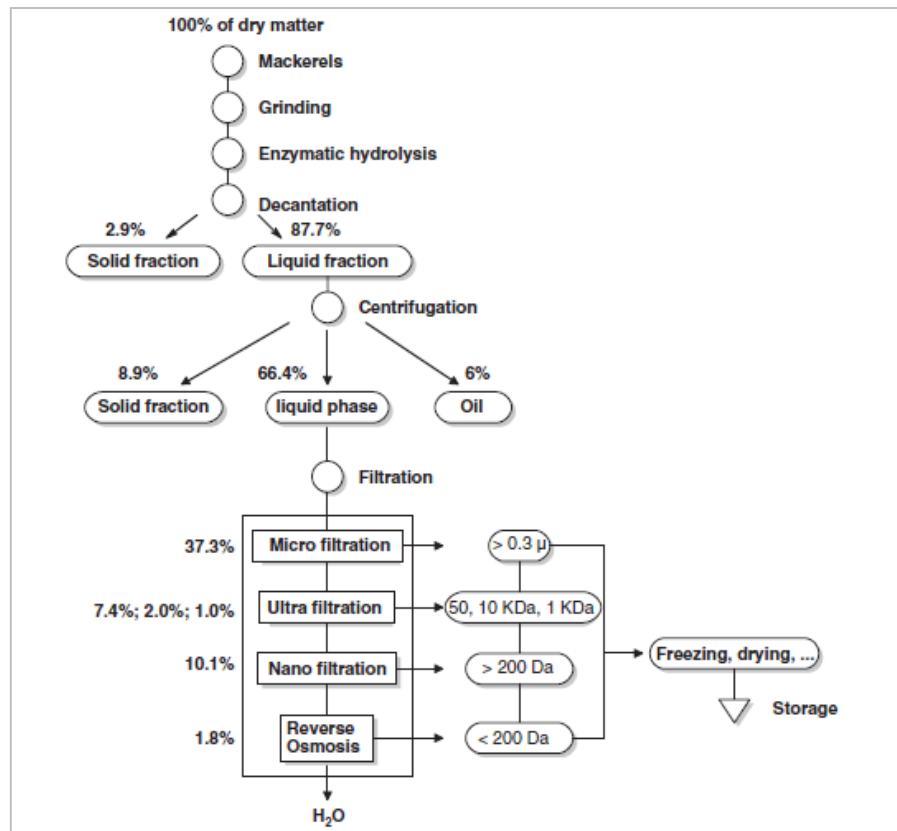 100% of dry matter
Mackerels
Grinding
Enzymatic hydrolysis
Decantation
2.9%
87.7%
Solid fraction
Liquid fraction
Centrifugation
8.9%
66.4%
6%
Solid fraction
liquid phase
Oil
Filtration
37.3%
Micro filtration
> 0.3 µ
7.4%; 2.0%; 1.0%
Ultra filtration
50, 10 KDa, 1 KDa
10.1%
Nano filtration
> 200 Da
Freezing, drying, ...
Storage
1.8%
Reverse
Osmosis
< 200 Da
H₂O